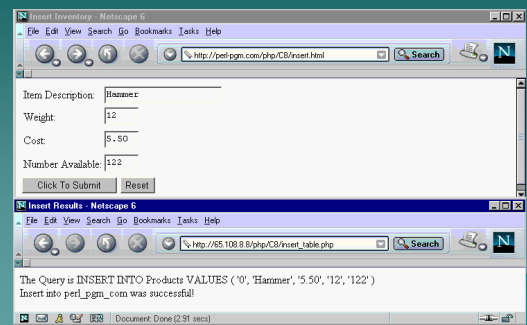 Insert Inventory - Netscape 6
File Edit View Search Go Bookmarks Tasks Help
http://perl-pgm.com/php/C8/insert.html Search N
Item Description: Hammer
Weight: 12
Cost: 5.50
Number Available: 122
Click To Submit Reset
Insert Results - Netscape 6
File Edit View Search Go Bookmarks Tasks Help
http://65.108.8.8/php/C8/insert_table.php Search N
The Query is INSERT INTO Products VALUES ( '0', 'Hammer', '5.50', '12', '122' )
Insert into perl_pgm_com was successful!
Document: Done (2.91 secs)